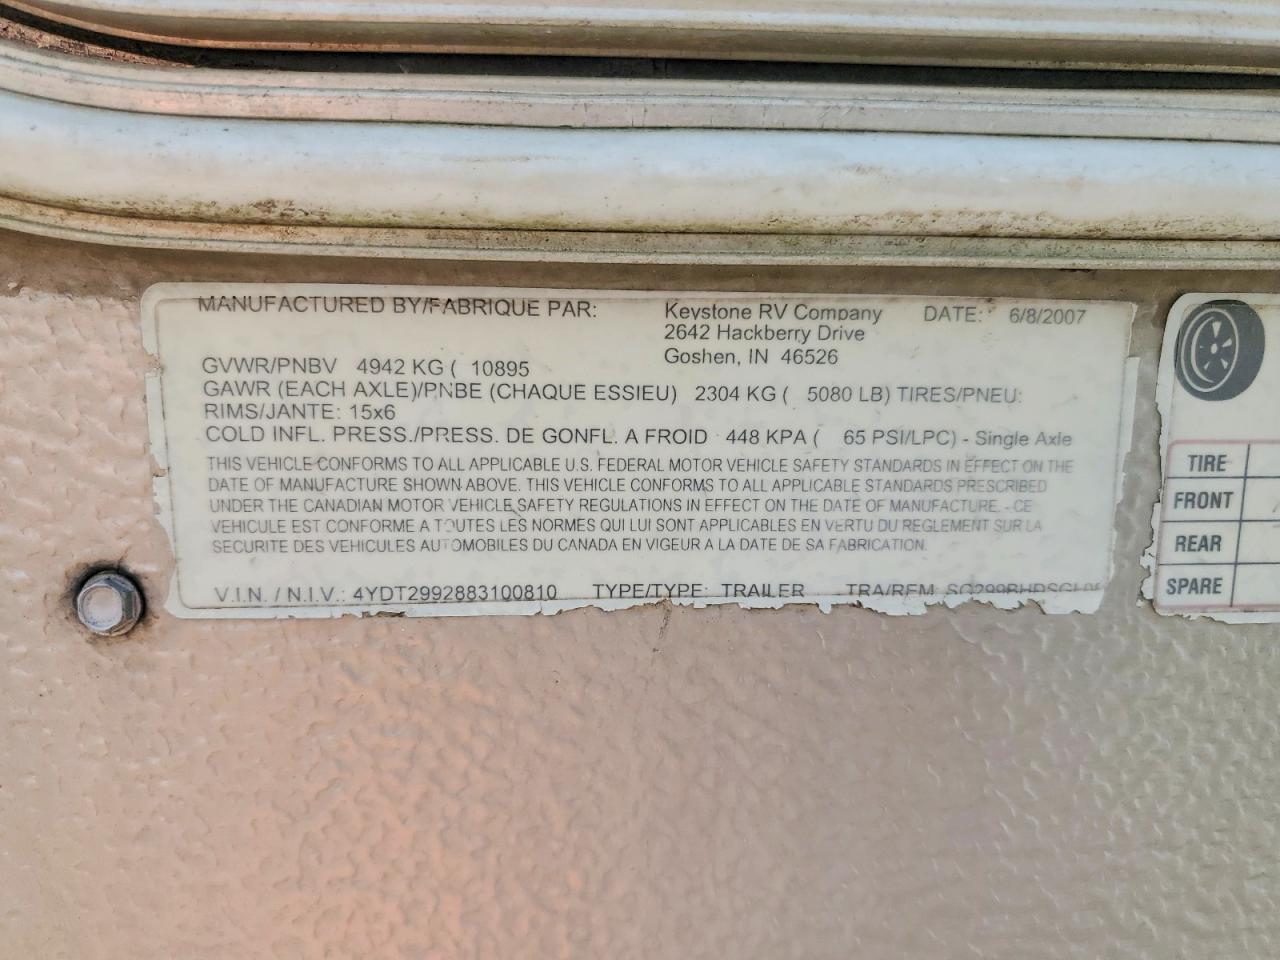 MANUFACTURED BY/FABRIQUE PAR: Keystone RV Company DATE: 6/8/2007
2642 Hackberry Drive
Goshen, IN 46526
GVWR/PNBV 4942 KG ( 10895
GAWR (EACH AXLE)/PNBE (CHAQUE ESSIEU) 2304 KG ( 5080 LB) TIRES/PNEU:
RIMS/JANTE: 15x6
COLD INFL. PRESS./PRESS. DE GONFL. A FROID 448 KPA ( 65 PSI/LPC) - Single Axle
THIS VEHICLE CONFORMS TO ALL APPLICABLE U.S. FEDERAL MOTOR VEHICLE SAFETY STANDARDS IN EFFECT ON THE
DATE OF MANUFACTURE SHOWN ABOVE. THIS VEHICLE CONFORMS TO ALL APPLICABLE STANDARDS PRESCRIBED
UNDER THE CANADIAN MOTOR VEHICLE SAFETY REGULATIONS IN EFFECT ON THE DATE OF MANUFACTURE. - CE
VEHICULE EST CONFORME A TOUTES LES NORMES QUI LUI SONT APPLICABLES EN VERTU DU REGLEMENT SUR LA
SECURITE DES VEHICULES AUTOMOBILES DU CANADA EN VIGEUR A LA DATE DE SA FABRICATION.
V.I.N. / N.I.V.: 4YDT2992883100810 TYPE/TYPE: TRAILER TRA/REM
TIRE
FRONT
REAR
SPARE